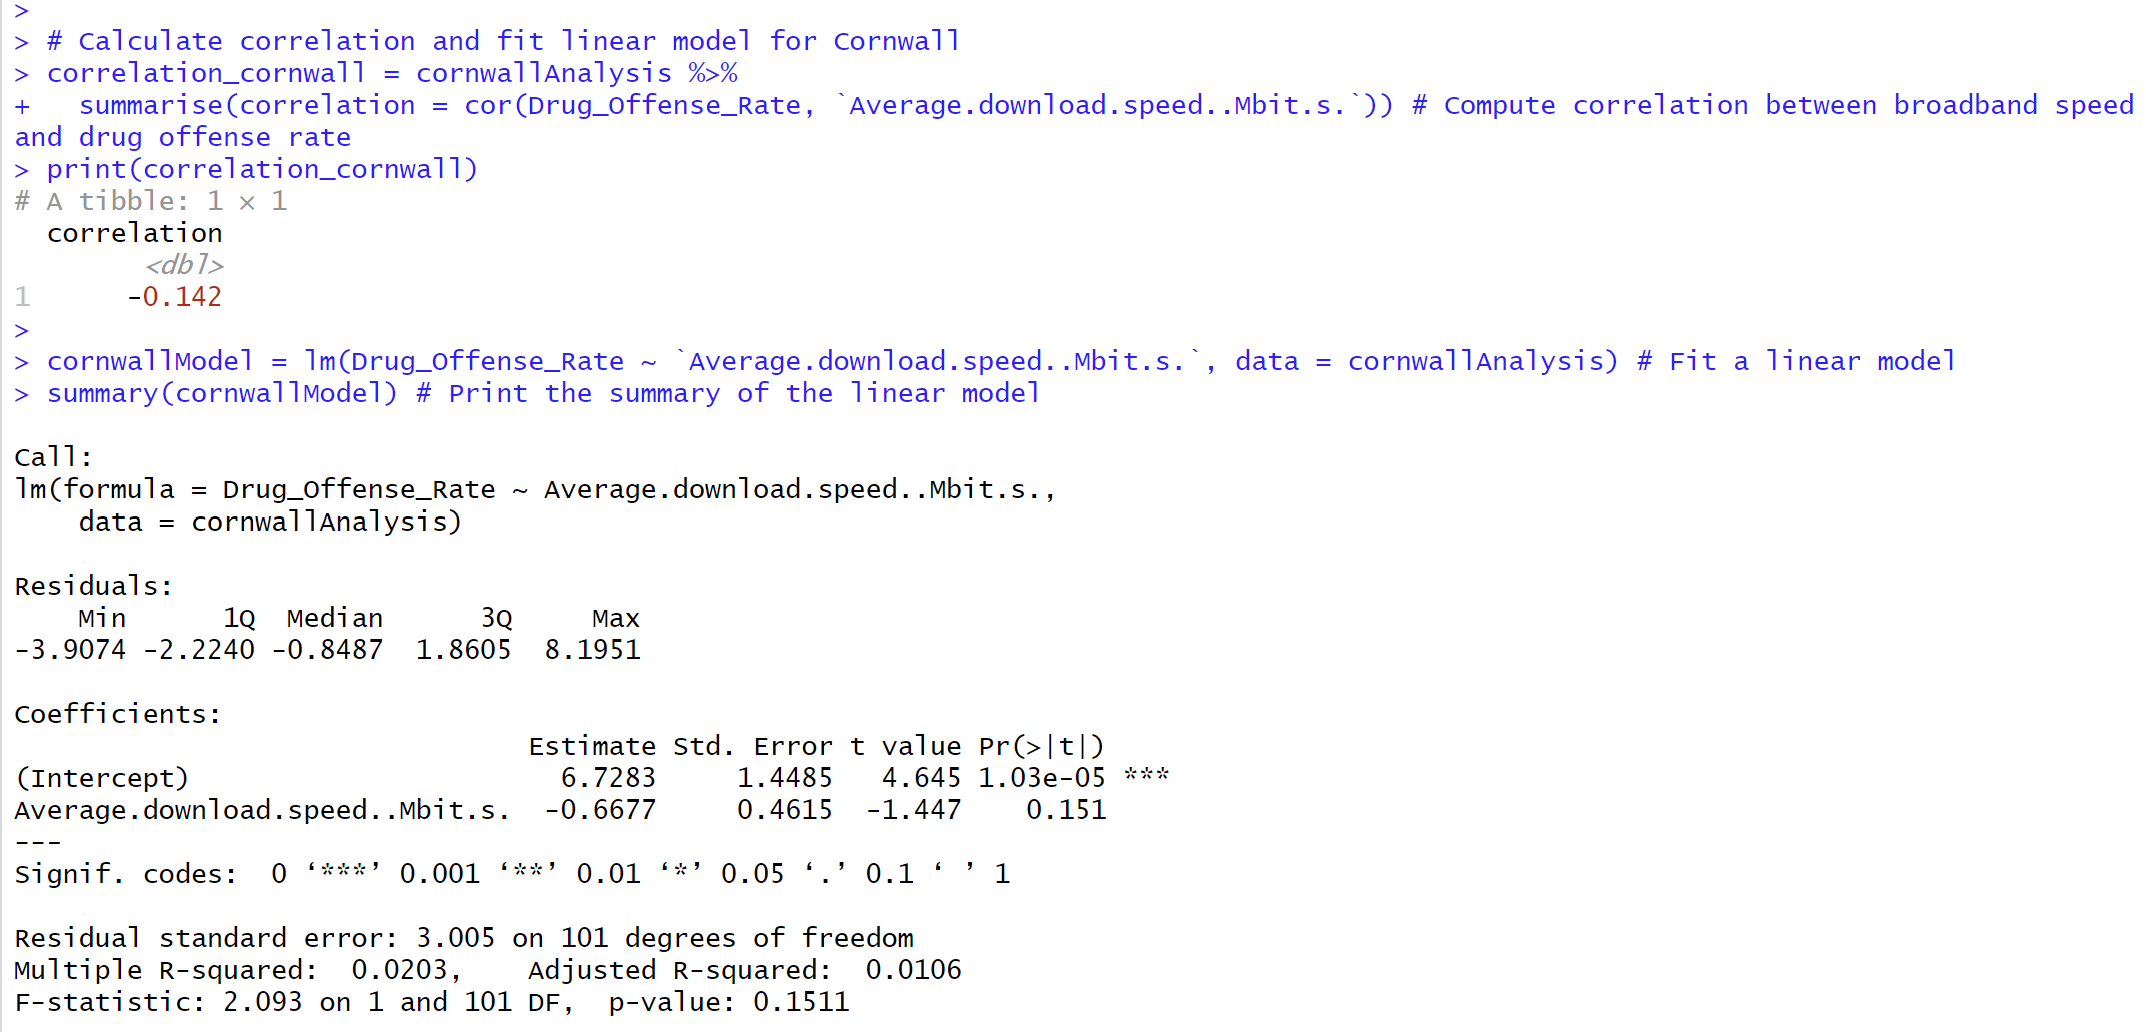 >
> # Calculate correlation and fit linear model for Cornwall
> correlation_cornwall = cornwallAnalysis %>%
+   summarise(correlation = cor(Drug_Offense_Rate, `Average.download.speed..Mbit.s.`)) # Compute correlation between broadband speed
and drug offense rate
> print(correlation_cornwall)
# A tibble: 1 × 1
  correlation
        <dbl>
1      -0.142
>
> cornwallModel = lm(Drug_Offense_Rate ~ `Average.download.speed..Mbit.s.`, data = cornwallAnalysis) # Fit a linear model
> summary(cornwallModel) # Print the summary of the linear model

Call:
lm(formula = Drug_Offense_Rate ~ Average.download.speed..Mbit.s.,
    data = cornwallAnalysis)

Residuals:
    Min      1Q  Median      3Q     Max
-3.9074 -2.2240 -0.8487  1.8605  8.1951

Coefficients:
                                Estimate Std. Error t value Pr(>|t|)
(Intercept)                       6.7283     1.4485   4.645 1.03e-05 ***
Average.download.speed..Mbit.s.  -0.6677     0.4615  -1.447    0.151
---
Signif. codes:  0 ‘***’ 0.001 ‘**’ 0.01 ‘*’ 0.05 ‘.’ 0.1 ‘ ’ 1

Residual standard error: 3.005 on 101 degrees of freedom
Multiple R-squared:  0.0203,    Adjusted R-squared:  0.0106
F-statistic: 2.093 on 1 and 101 DF,  p-value: 0.1511